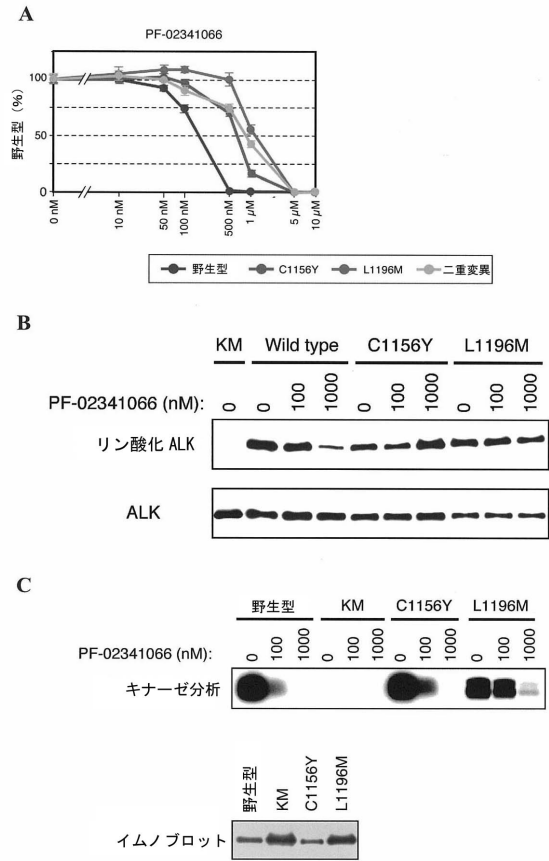 A
PF-02341066
野生型 (%)
100
75
50
25
0
0 nM
10 nM
50 nM
100 nM
500 nM
1 μM
5 μM
10 μM
野生型 C1156Y L1196M 二重変異
B
KM Wild type C1156Y L1196M
PF-02341066 (nM): 0 0 100 1000 0 100 1000 0 100 1000
リン酸化 ALK
ALK
C
野生型 KM C1156Y L1196M
PF-02341066 (nM): 0 100 1000 0 100 1000 0 100 1000 0 100 1000
キナーゼ分析
野生型 KM C1156Y L1196M
イムノブロット